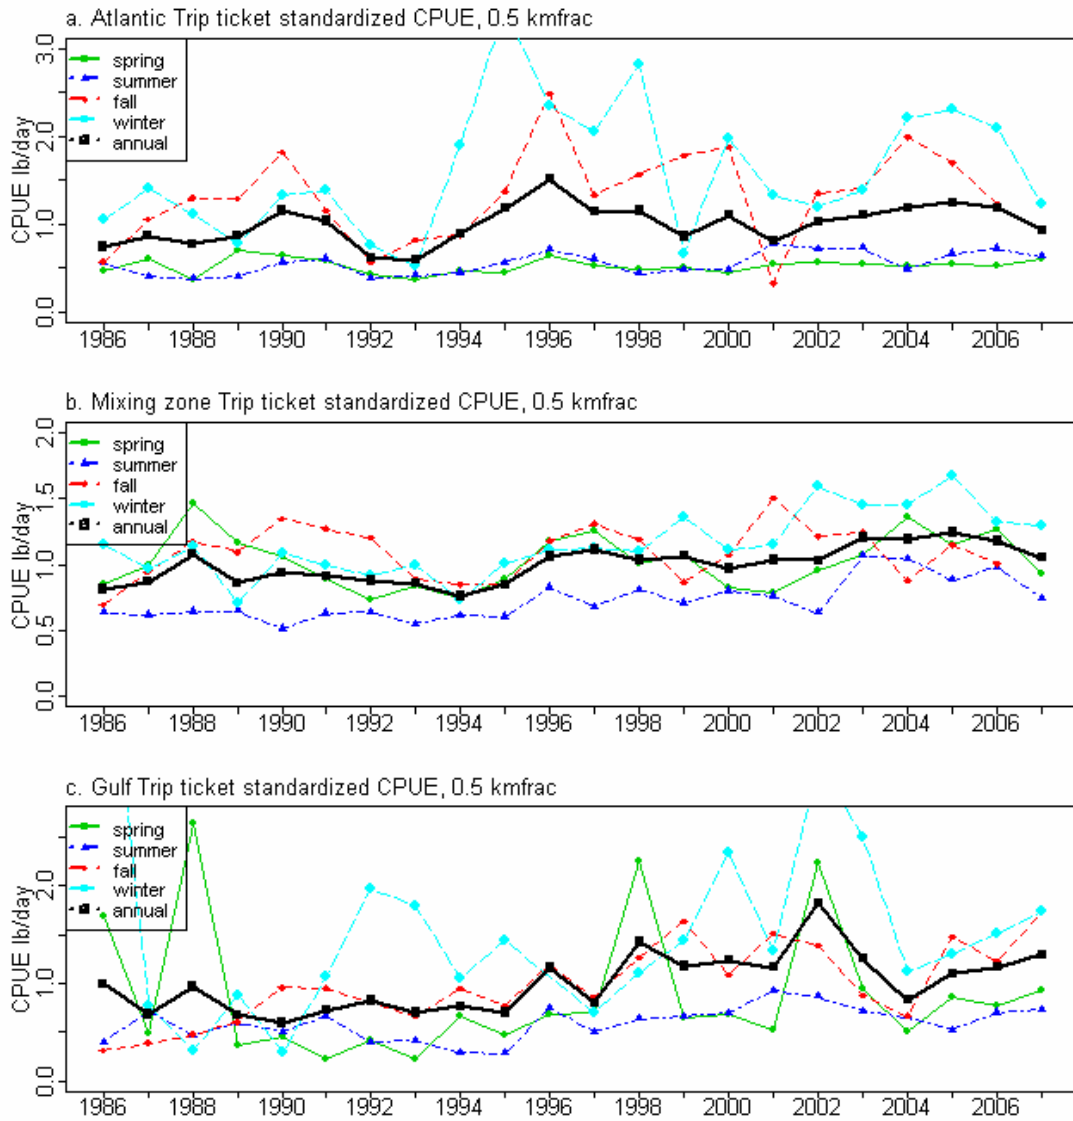 a. Atlantic Trip ticket standardized CPUE, 0.5 kmfrac
CPUE lb/day
3.0
2.0
1.0
0.0
spring
summer
fall
winter
annual
1986 1988 1990 1992 1994 1996 1998 2000 2002 2004 2006
b. Mixing zone Trip ticket standardized CPUE, 0.5 kmfrac
CPUE lb/day
2.0
1.5
1.0
0.5
0.0
spring
summer
fall
winter
annual
1986 1988 1990 1992 1994 1996 1998 2000 2002 2004 2006
c. Gulf Trip ticket standardized CPUE, 0.5 kmfrac
CPUE lb/day
2.0
1.0
0.0
spring
summer
fall
winter
annual
1986 1988 1990 1992 1994 1996 1998 2000 2002 2004 2006